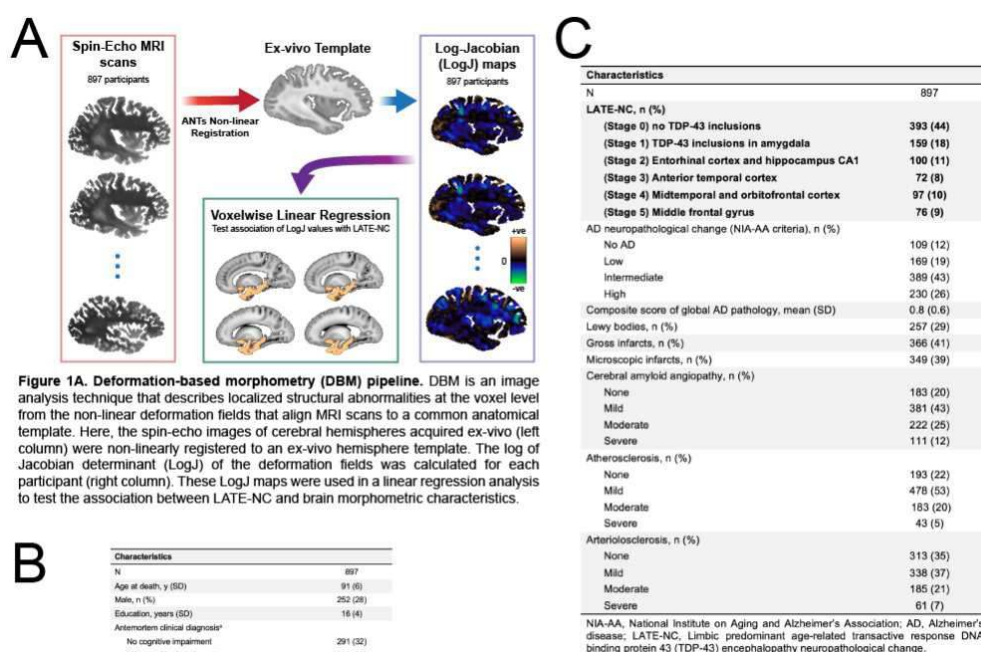 A
Spin-Echo MRI
scans
897 participants
ANTs Non-linear
Registration
Ex-vivo Template
Log-Jacobian
(LogJ) maps
897 participants
Voxelwise Linear Regression
Test association of LogJ values with LATE-NC
+ve
0
-ve
Figure 1A. Deformation-based morphometry (DBM) pipeline. DBM is an image
analysis technique that describes localized structural abnormalities at the voxel level
from the non-linear deformation fields that align MRI scans to a common anatomical
template. Here, the spin-echo images of cerebral hemispheres acquired ex-vivo (left
column) were non-linearly registered to an ex-vivo hemisphere template. The log of
Jacobian determinant (LogJ) of the deformation fields was calculated for each
participant (right column). These LogJ maps were used in a linear regression analysis
to test the association between LATE-NC and brain morphometric characteristics.
B
Characteristics
N 897
Age at death, y (SD) 91 (6)
Male, n (%) 252 (28)
Education, years (SD) 16 (4)
Antemortem clinical diagnosisᵃ
No cognitive impairment 291 (32)
C
Characteristics
N 897
LATE-NC, n (%)
(Stage 0) no TDP-43 inclusions 393 (44)
(Stage 1) TDP-43 inclusions in amygdala 159 (18)
(Stage 2) Entorhinal cortex and hippocampus CA1 100 (11)
(Stage 3) Anterior temporal cortex 72 (8)
(Stage 4) Midtemporal and orbitofrontal cortex 97 (10)
(Stage 5) Middle frontal gyrus 76 (9)
AD neuropathological change (NIA-AA criteria), n (%)
No AD 109 (12)
Low 169 (19)
Intermediate 389 (43)
High 230 (26)
Composite score of global AD pathology, mean (SD) 0.8 (0.6)
Lewy bodies, n (%) 257 (29)
Gross infarcts, n (%) 366 (41)
Microscopic infarcts, n (%) 349 (39)
Cerebral amyloid angiopathy, n (%)
None 183 (20)
Mild 381 (43)
Moderate 222 (25)
Severe 111 (12)
Atherosclerosis, n (%)
None 193 (22)
Mild 478 (53)
Moderate 183 (20)
Severe 43 (5)
Arteriolosclerosis, n (%)
None 313 (35)
Mild 338 (37)
Moderate 185 (21)
Severe 61 (7)
NIA-AA, National Institute on Aging and Alzheimer's Association; AD, Alzheimer's
disease; LATE-NC, Limbic predominant age-related transactive response DNA
binding protein 43 (TDP-43) encephalopathy neuropathological change.